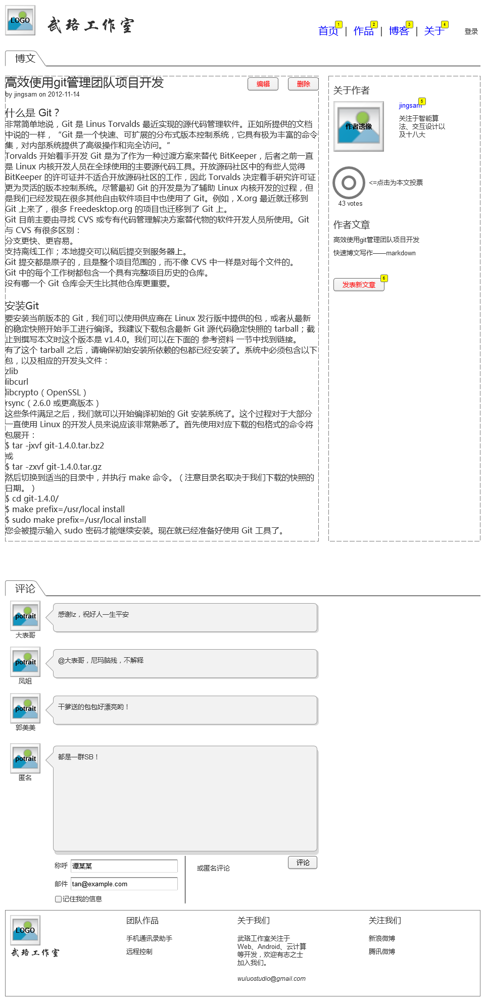 LOGO
武珞工作室
首页 1 | 作品 2 | 博客 3 | 关于 4 登录
博文
高效使用git管理团队项目开发
编辑 删除
by jingsam on 2012-11-14
什么是 Git？
非常简单地说，Git 是 Linus Torvalds 最近实现的源代码管理软件。正如所提供的文档
中说的一样，“Git 是一个快速、可扩展的分布式版本控制系统，它具有极为丰富的命令
集，对内部系统提供了高级操作和完全访问。”
Torvalds 开始着手开发 Git 是为了作为一种过渡方案来替代 BitKeeper，后者之前一直
是 Linux 内核开发人员在全球使用的主要源代码工具。开放源码社区中的有些人觉得
BitKeeper 的许可证并不适合开放源码社区的工作，因此 Torvalds 决定着手研究许可证
更为灵活的版本控制系统。尽管最初 Git 的开发是为了辅助 Linux 内核开发的过程，但
是我们已经发现在很多其他自由软件项目中也使用了 Git。例如，X.org 最近就迁移到
Git 上来了，很多 Freedesktop.org 的项目也迁移到了 Git 上。
Git 目前主要由寻找 CVS 或专有代码管理解决方案替代物的软件开发人员所使用。Git
与 CVS 有很多区别：
分支更快、更容易。
支持离线工作；本地提交可以稍后提交到服务器上。
Git 提交都是原子的，且是整个项目范围的，而不像 CVS 中一样是对每个文件的。
Git 中的每个工作树都包含一个具有完整项目历史的仓库。
没有哪一个 Git 仓库会天生比其他仓库更重要。
安装Git
要安装当前版本的 Git，我们可以使用供应商在 Linux 发行版中提供的包，或者从最新
的稳定快照开始手工进行编译。我建议下载包含最新 Git 源代码稳定快照的 tarball；截
止到撰写本文时这个版本是 v1.4.0。我们可以在下面的 参考资料 一节中找到链接。
有了这个 tarball 之后，请确保初始安装所依赖的包都已经安装了。系统中必须包含以下
包，以及相应的开发头文件：
zlib
libcurl
libcrypto（OpenSSL）
rsync（2.6.0 或更高版本）
这些条件满足之后，我们就可以开始编译初始的 Git 安装系统了。这个过程对于大部分
一直使用 Linux 的开发人员来说应该非常熟悉了。首先使用对应下载的包格式的命令将
包展开：
$ tar -jxvf git-1.4.0.tar.bz2
或
$ tar -zxvf git-1.4.0.tar.gz
然后切换到适当的目录中，并执行 make 命令。（注意目录名取决于我们下载的快照的
日期。）
$ cd git-1.4.0/
$ make prefix=/usr/local install
$ sudo make prefix=/usr/local install
您会被提示输入 sudo 密码才能继续安装。现在就已经准备好使用 Git 工具了。
关于作者
作者遗像
jingsam 5
关注于智能算
法、交互设计以
及十八大
<=点击为本文投票
43 votes
作者文章
高效使用git管理团队项目开发
快速博文写作——markdown
发表新文章 6
评论
potrait
大表哥
感谢lz，祝好人一生平安
potrait
凤姐
@大表哥，尼玛脑残，不解释
potrait
郭美美
干爹送的包包好漂亮哟！
potrait
匿名
都是一群SB！
称呼 谭某某
邮件 tan@example.com
记住我的信息
或匿名评论
评论
LOGO
武珞工作室
团队作品
手机通讯录助手
远程控制
关于我们
武珞工作室关注于
Web、Android、云计算
等开发，欢迎有志之士
加入我们。
wuluostudio@gmail.com
关注我们
新浪微博
腾讯微博